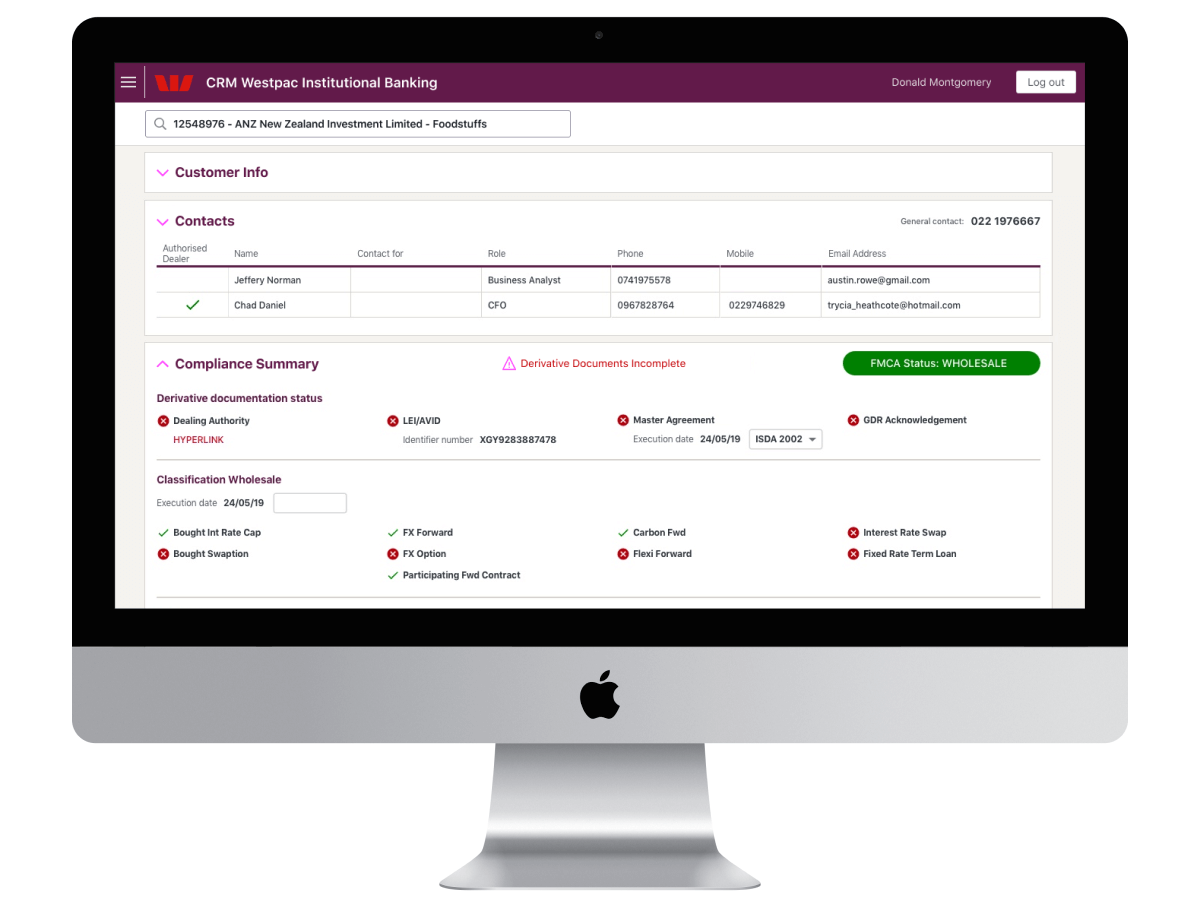 CRM Westpac Institutional Banking
Donald Montgomery
Log out
12548976 - ANZ New Zealand Investment Limited - Foodstuffs
Customer Info
Contacts
General contact: 022 1976667
Authorised
Dealer
Name Contact for Role Phone Mobile Email Address
Jeffery Norman Business Analyst 0741975578 austin.rowe@gmail.com
Chad Daniel CFO 0967828764 0229746829 trycia_heathcote@hotmail.com
Compliance Summary
Derivative Documents Incomplete
FMCA Status: WHOLESALE
Derivative documentation status
Dealing Authority LEI/AVID Master Agreement GDR Acknowledgement
HYPERLINK Identifier number XGY9283887478 Execution date 24/05/19 ISDA 2002
Classification Wholesale
Execution date 24/05/19
Bought Int Rate Cap FX Forward Carbon Fwd Interest Rate Swap
Bought Swaption FX Option Flexi Forward Fixed Rate Term Loan
Participating Fwd Contract